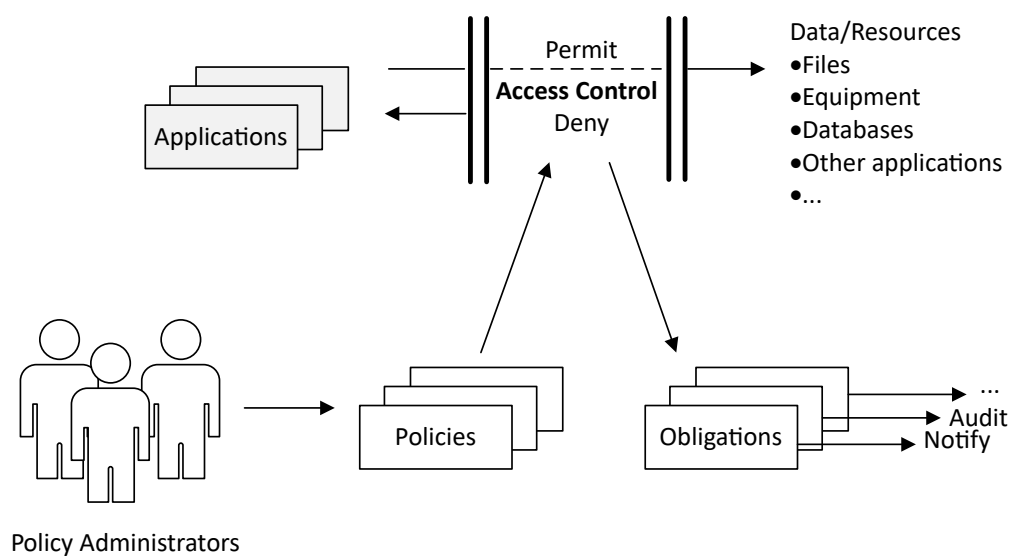 Applications
Permit
Access Control
Deny
Data/Resources
•Files
•Equipment
•Databases
•Other applications
•...
Policy Administrators
Policies
Obligations
...
Audit
Notify